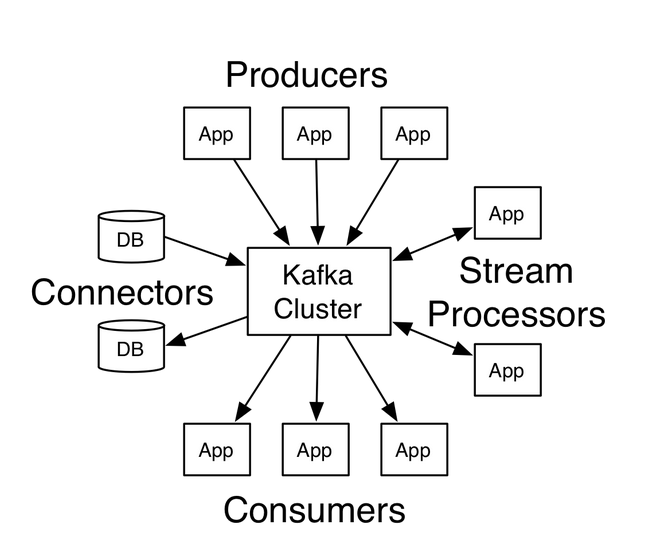 Producers
App
App
App
DB
App
Kafka
Cluster
Stream
Processors
Connectors
DB
App
App
App
App
Consumers